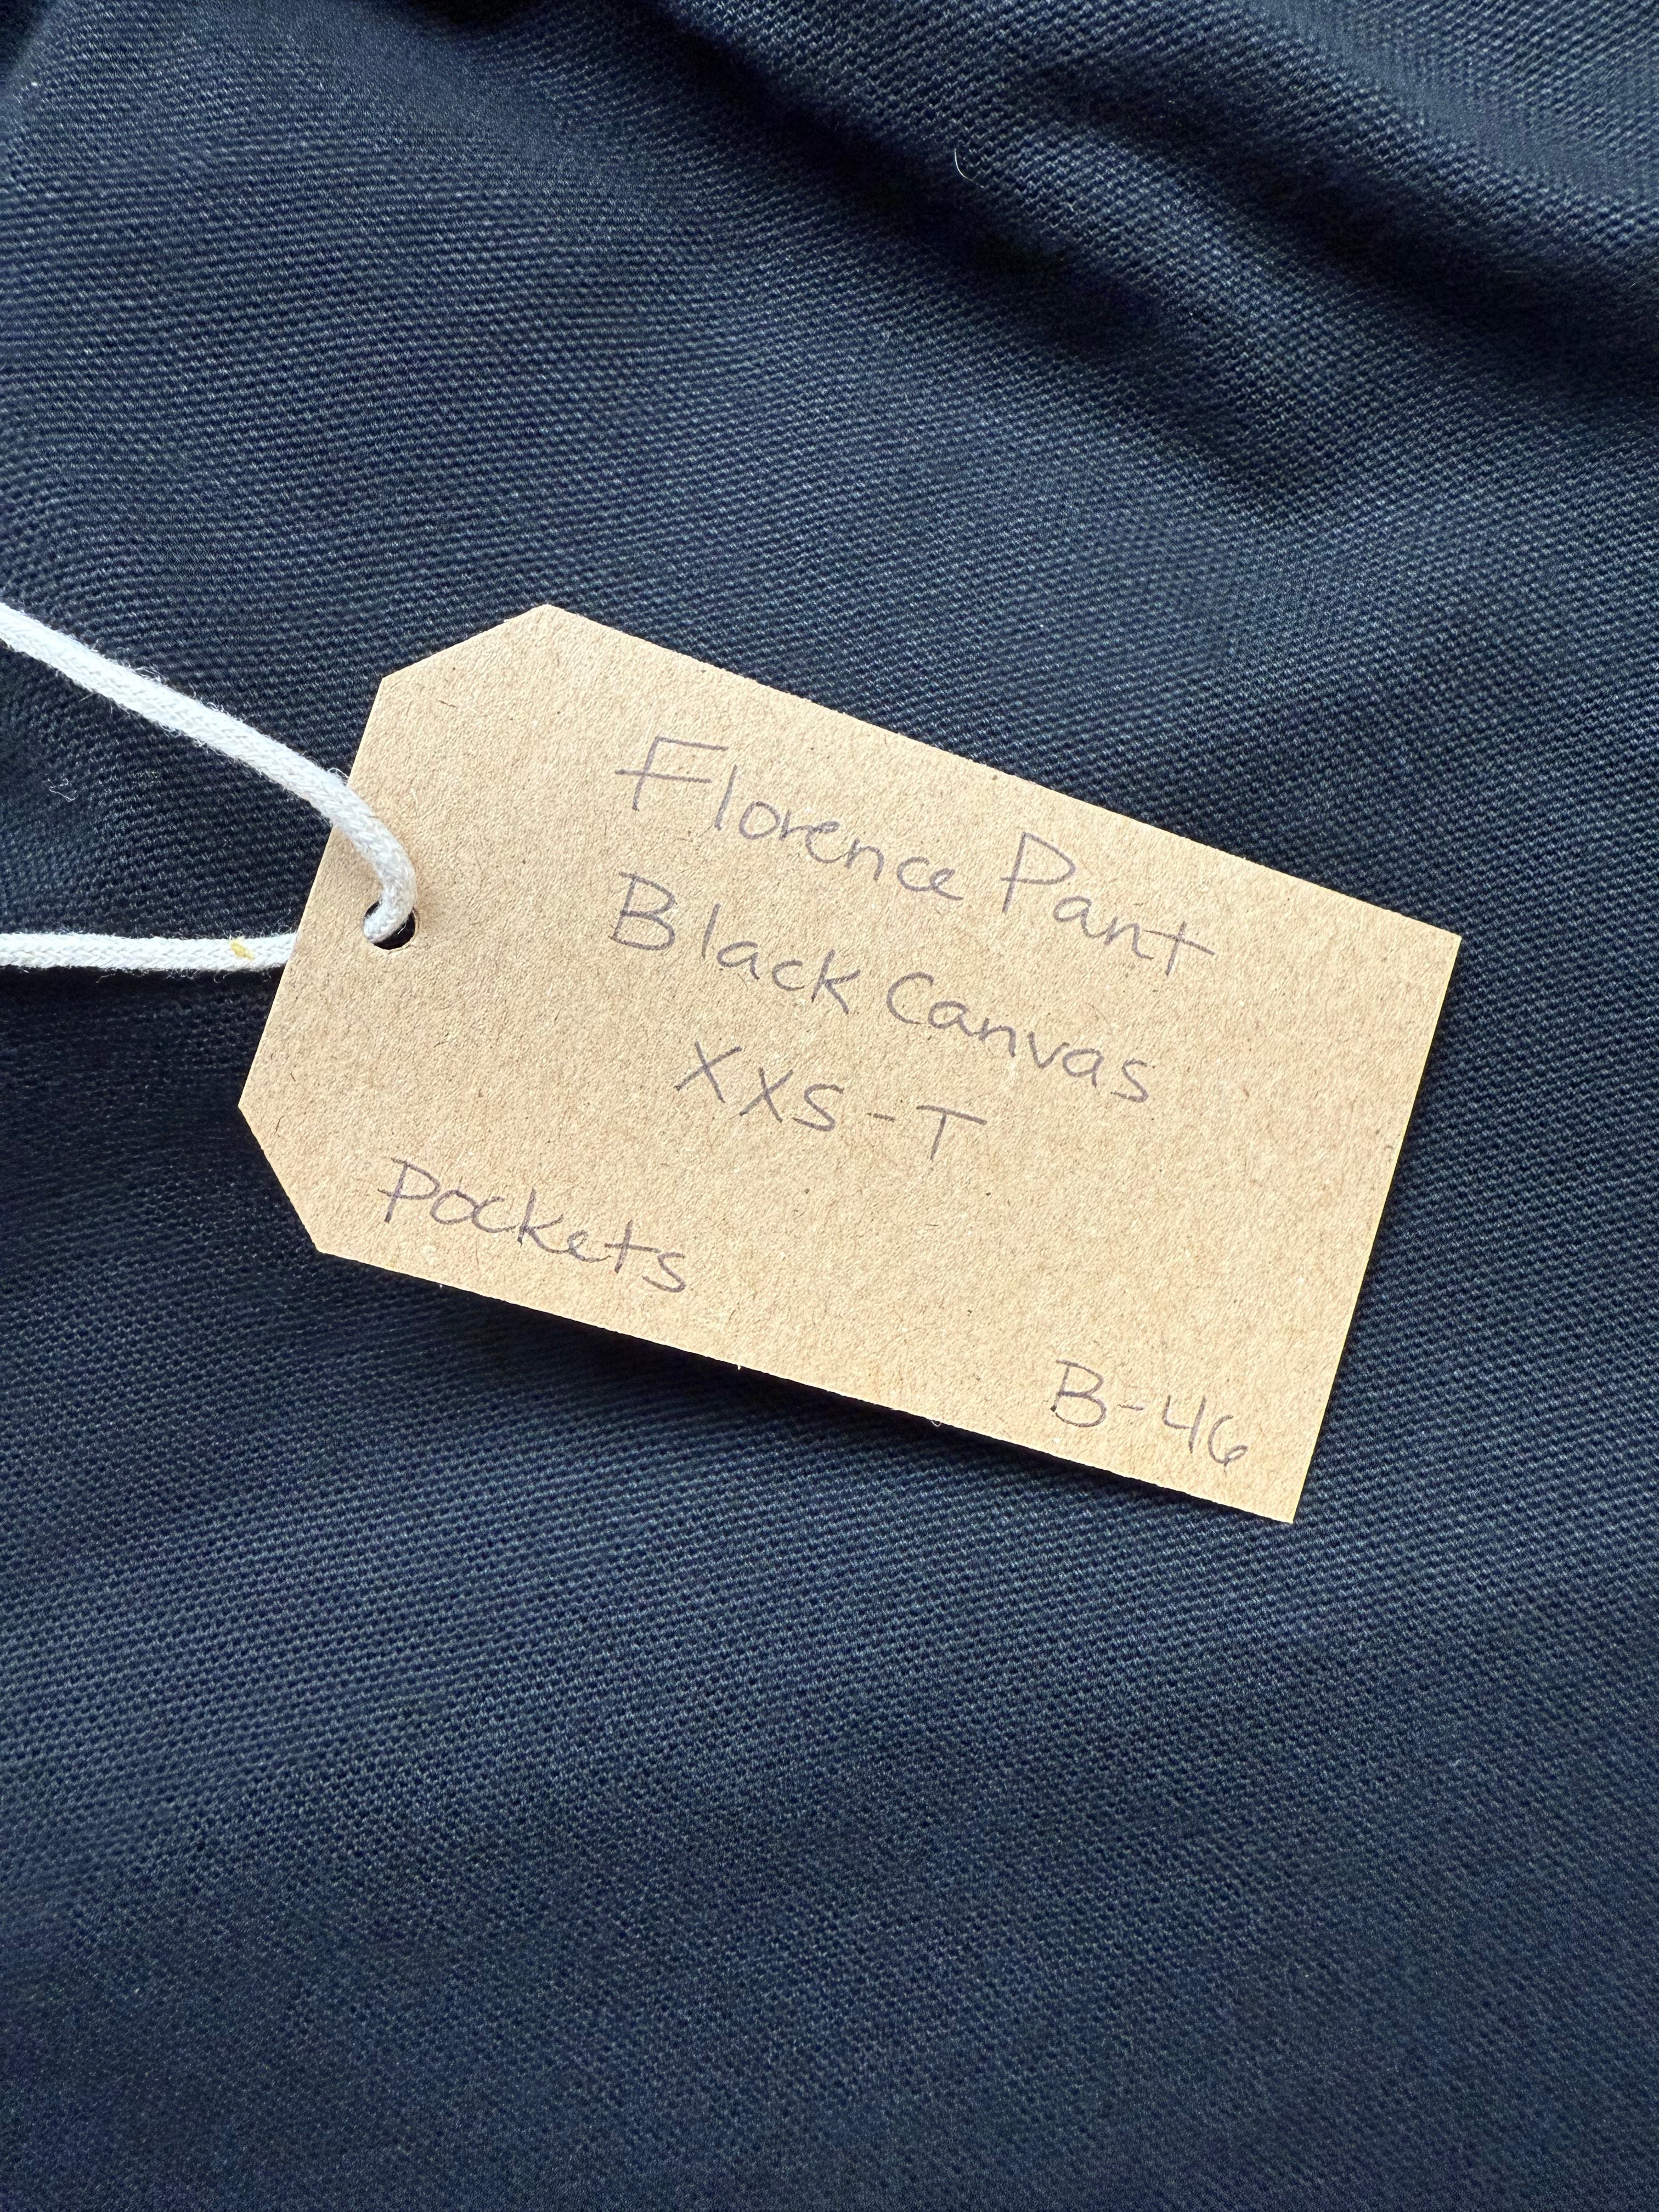 Florence Pant
Black Canvas
XXS-T
Pockets
B-46